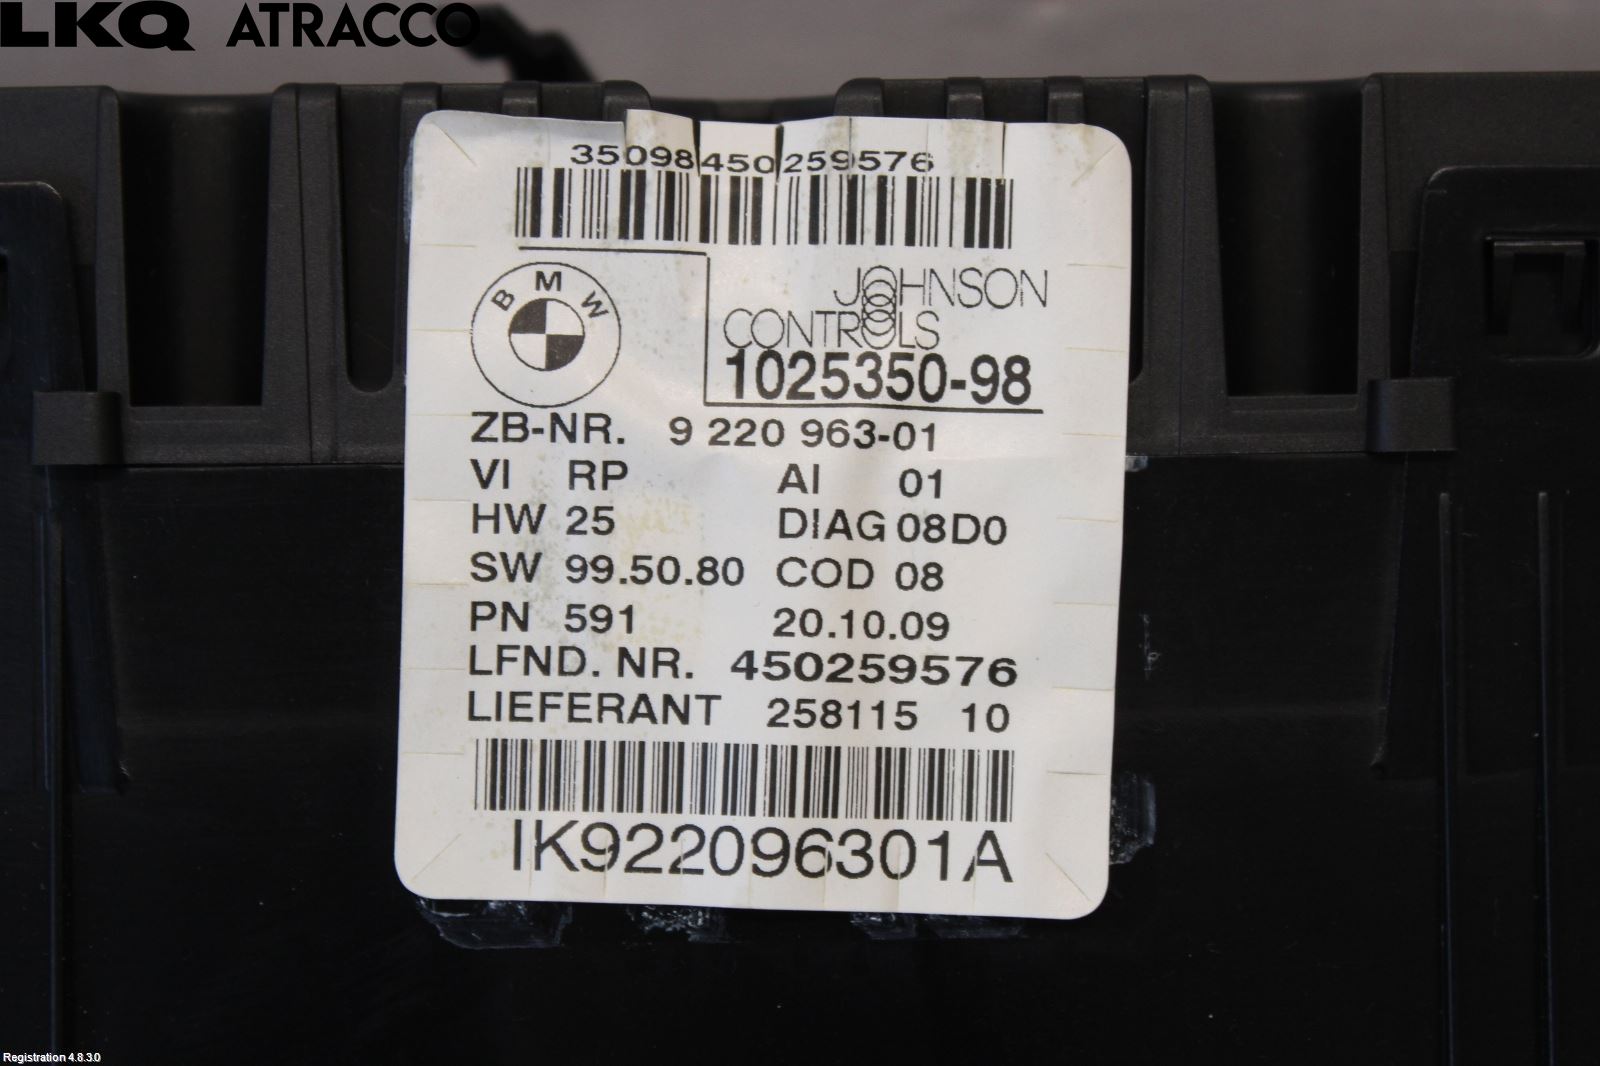 LKQ ATRACCO
35098450259576
BMW
JOHNSON
CONTROLS
1025350-98
ZB-NR. 9 220 963-01
VI RP AI 01
HW 25 DIAG 08D0
SW 99.50.80 COD 08
PN 591 20.10.09
LFND. NR. 450259576
LIEFERANT 258115 10
IK922096301A
Registration 4.8.3.0